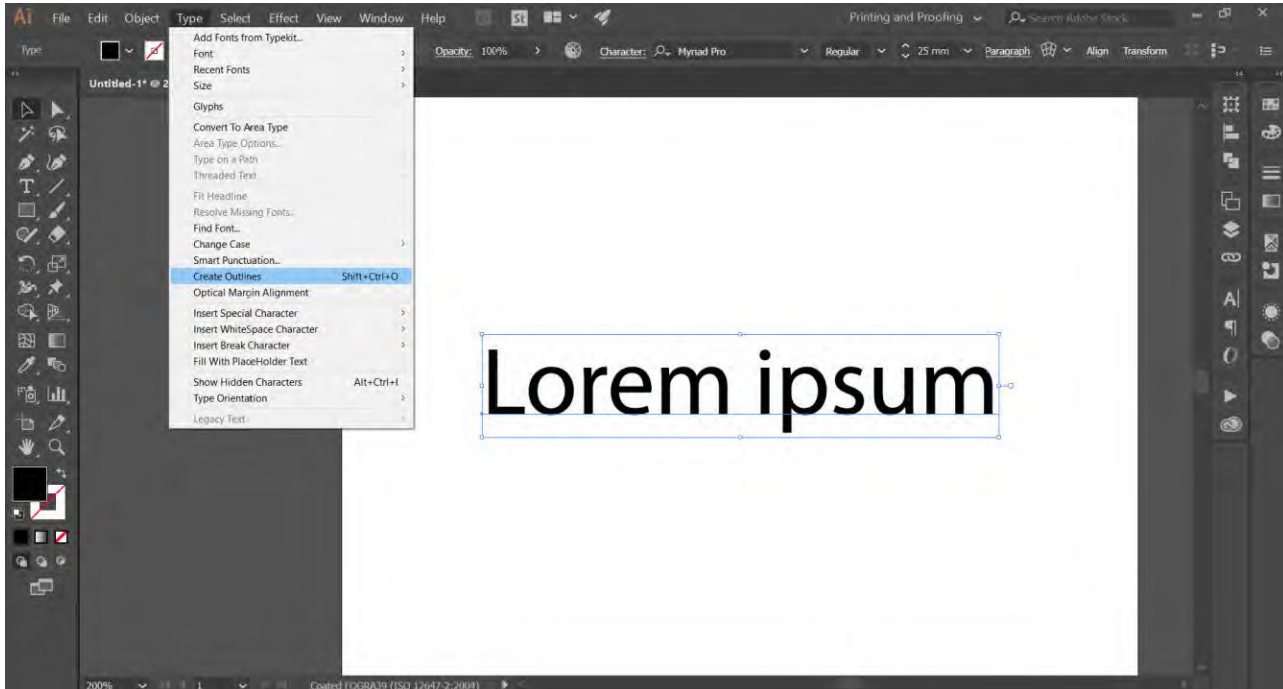 Ai File Edit Object Type Select Effect View Window Help St Printing and Proofing Search Adobe Stock
Type Opacity: 100% Character: Myriad Pro Regular 25 mm Paragraph Align Transform
Untitled-1* @ 2
Add Fonts from Typekit...
Font
Recent Fonts
Size
Glyphs
Convert To Area Type
Area Type Options...
Type on a Path
Threaded Text
Fit Headline
Resolve Missing Fonts...
Find Font...
Change Case
Smart Punctuation...
Create Outlines Shift+Ctrl+O
Optical Margin Alignment
Insert Special Character
Insert WhiteSpace Character
Insert Break Character
Fill With PlaceHolder Text
Show Hidden Characters Alt+Ctrl+I
Type Orientation
Legacy Text
Lorem ipsum
200% 1 Coated FOGRA39 (ISO 12647-2:2004)